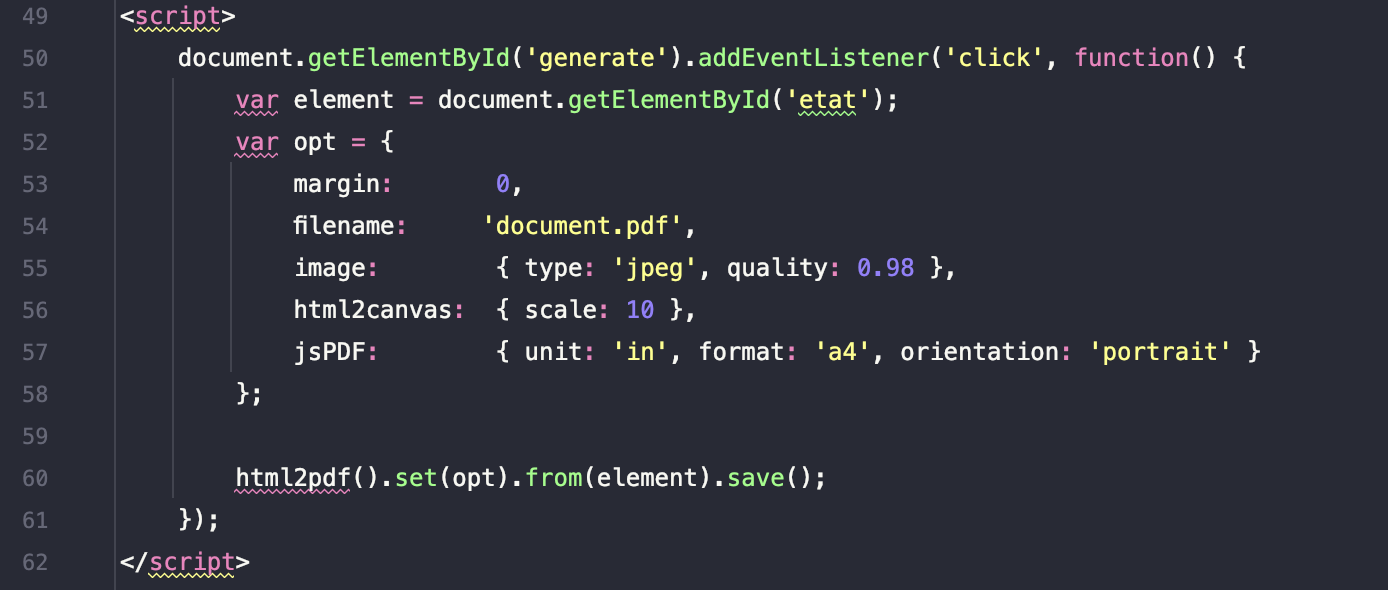 49 <script>
50     document.getElementById('generate').addEventListener('click', function() {
51         var element = document.getElementById('etat');
52         var opt = {
53             margin:       0,
54             filename:     'document.pdf',
55             image:        { type: 'jpeg', quality: 0.98 },
56             html2canvas:  { scale: 10 },
57             jsPDF:        { unit: 'in', format: 'a4', orientation: 'portrait' }
58         };
59
60         html2pdf().set(opt).from(element).save();
61     });
62 </script>